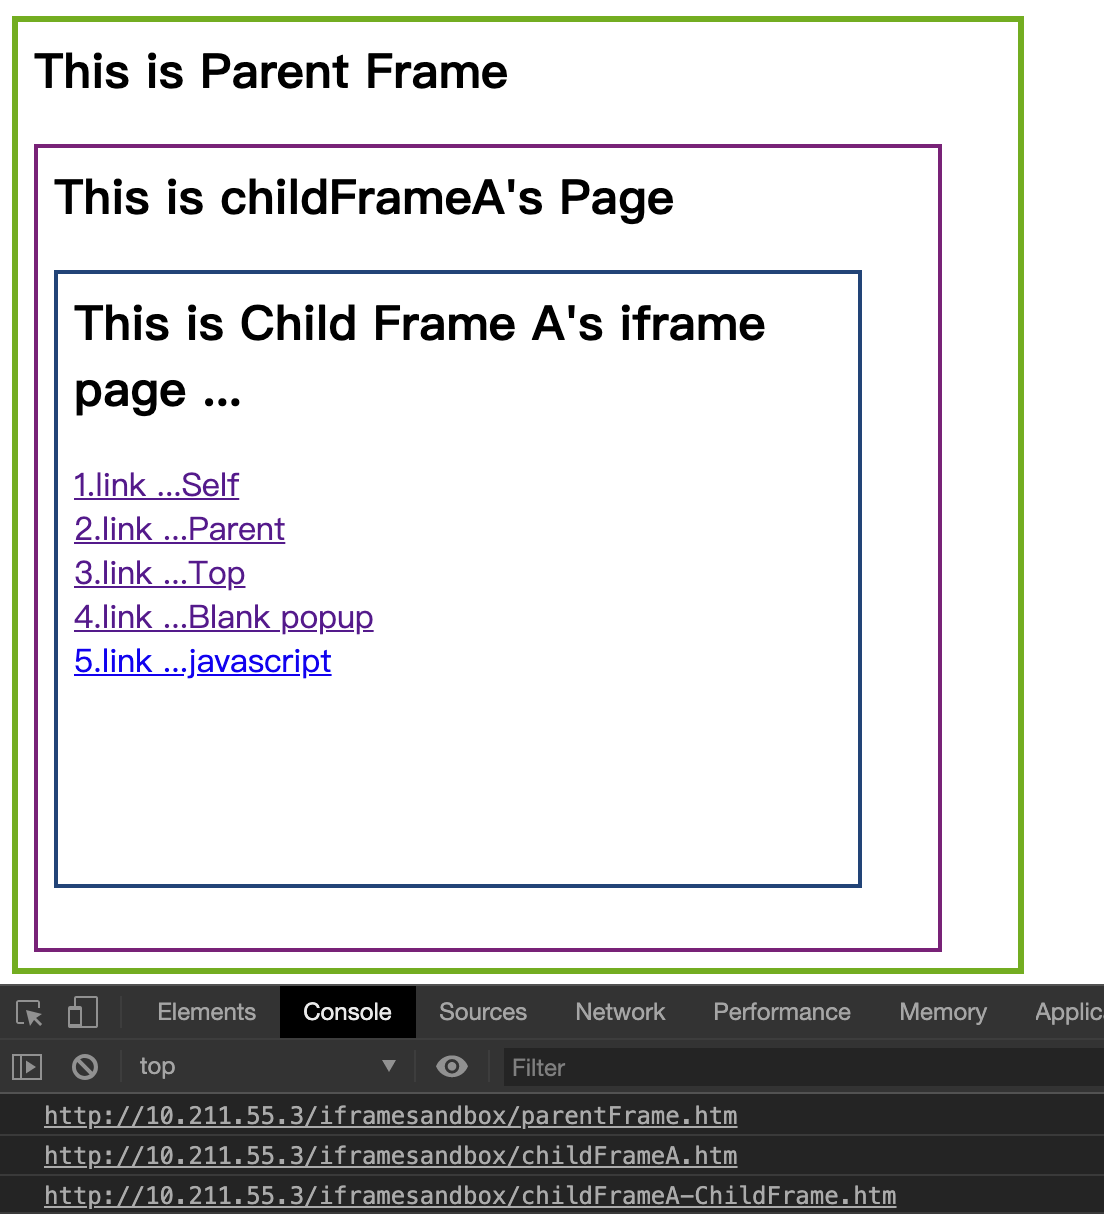 This is Parent Frame
This is childFrameA's Page
This is Child Frame A's iframe
page ...
1.link ...Self
2.link ...Parent
3.link ...Top
4.link ...Blank popup
5.link ...javascript
Elements Console Sources Network Performance Memory Applic
top Filter
http://10.211.55.3/iframesandbox/parentFrame.htm
http://10.211.55.3/iframesandbox/childFrameA.htm
http://10.211.55.3/iframesandbox/childFrameA-ChildFrame.htm